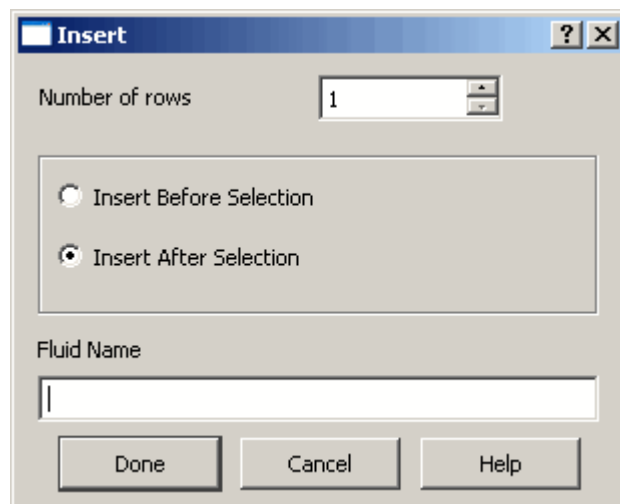 Insert
Number of rows 1
Insert Before Selection
Insert After Selection
Fluid Name
Done Cancel Help